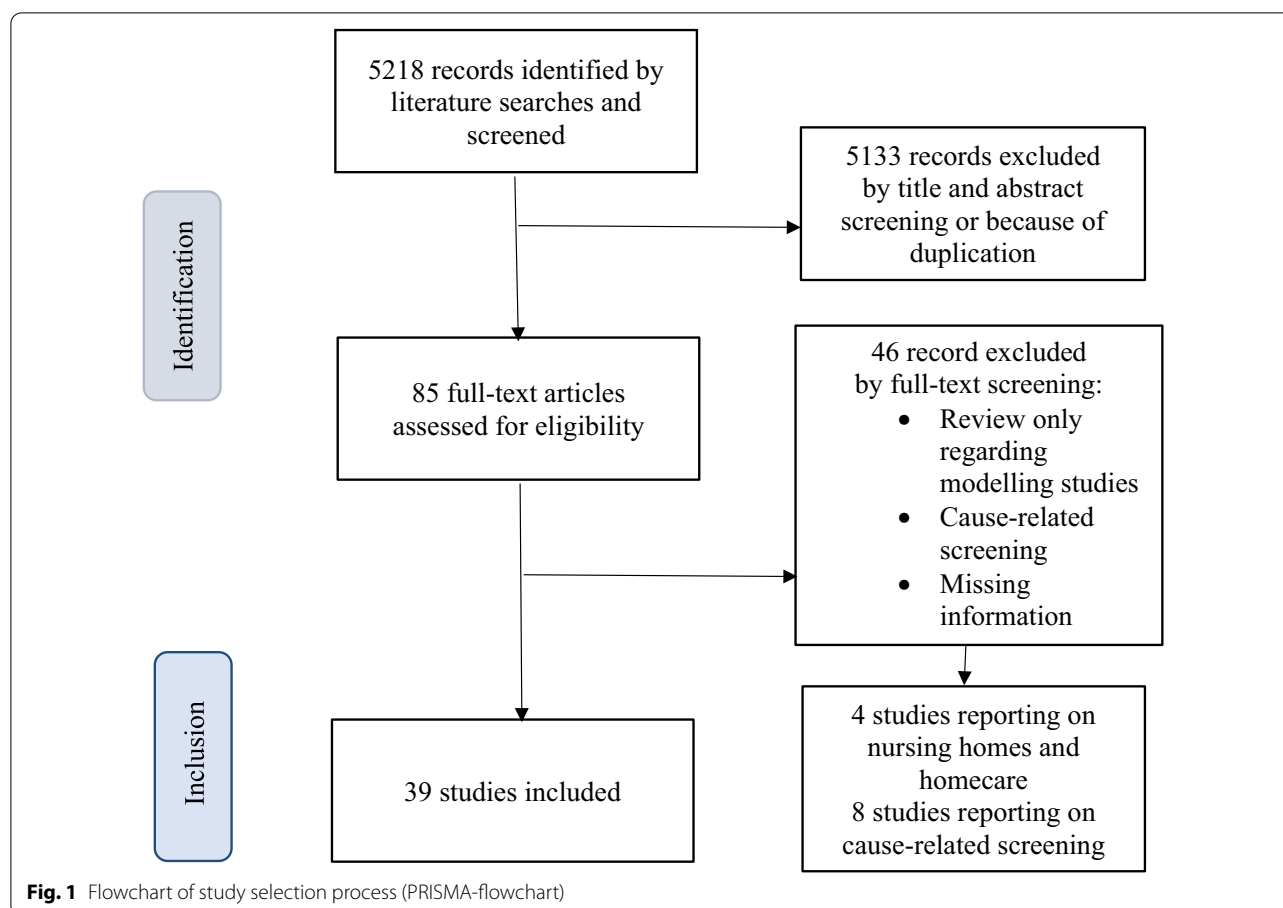 5218 records identified by
literature searches and
screened
5133 records excluded
by title and abstract
screening or because of
duplication
Identification
85 full-text articles
assessed for eligibility
46 record excluded
by full-text screening:
• Review only
regarding
modelling studies
• Cause-related
screening
• Missing
information
Inclusion
39 studies included
4 studies reporting on
nursing homes and
homecare
8 studies reporting on
cause-related screening
Fig. 1 Flowchart of study selection process (PRISMA-flowchart)